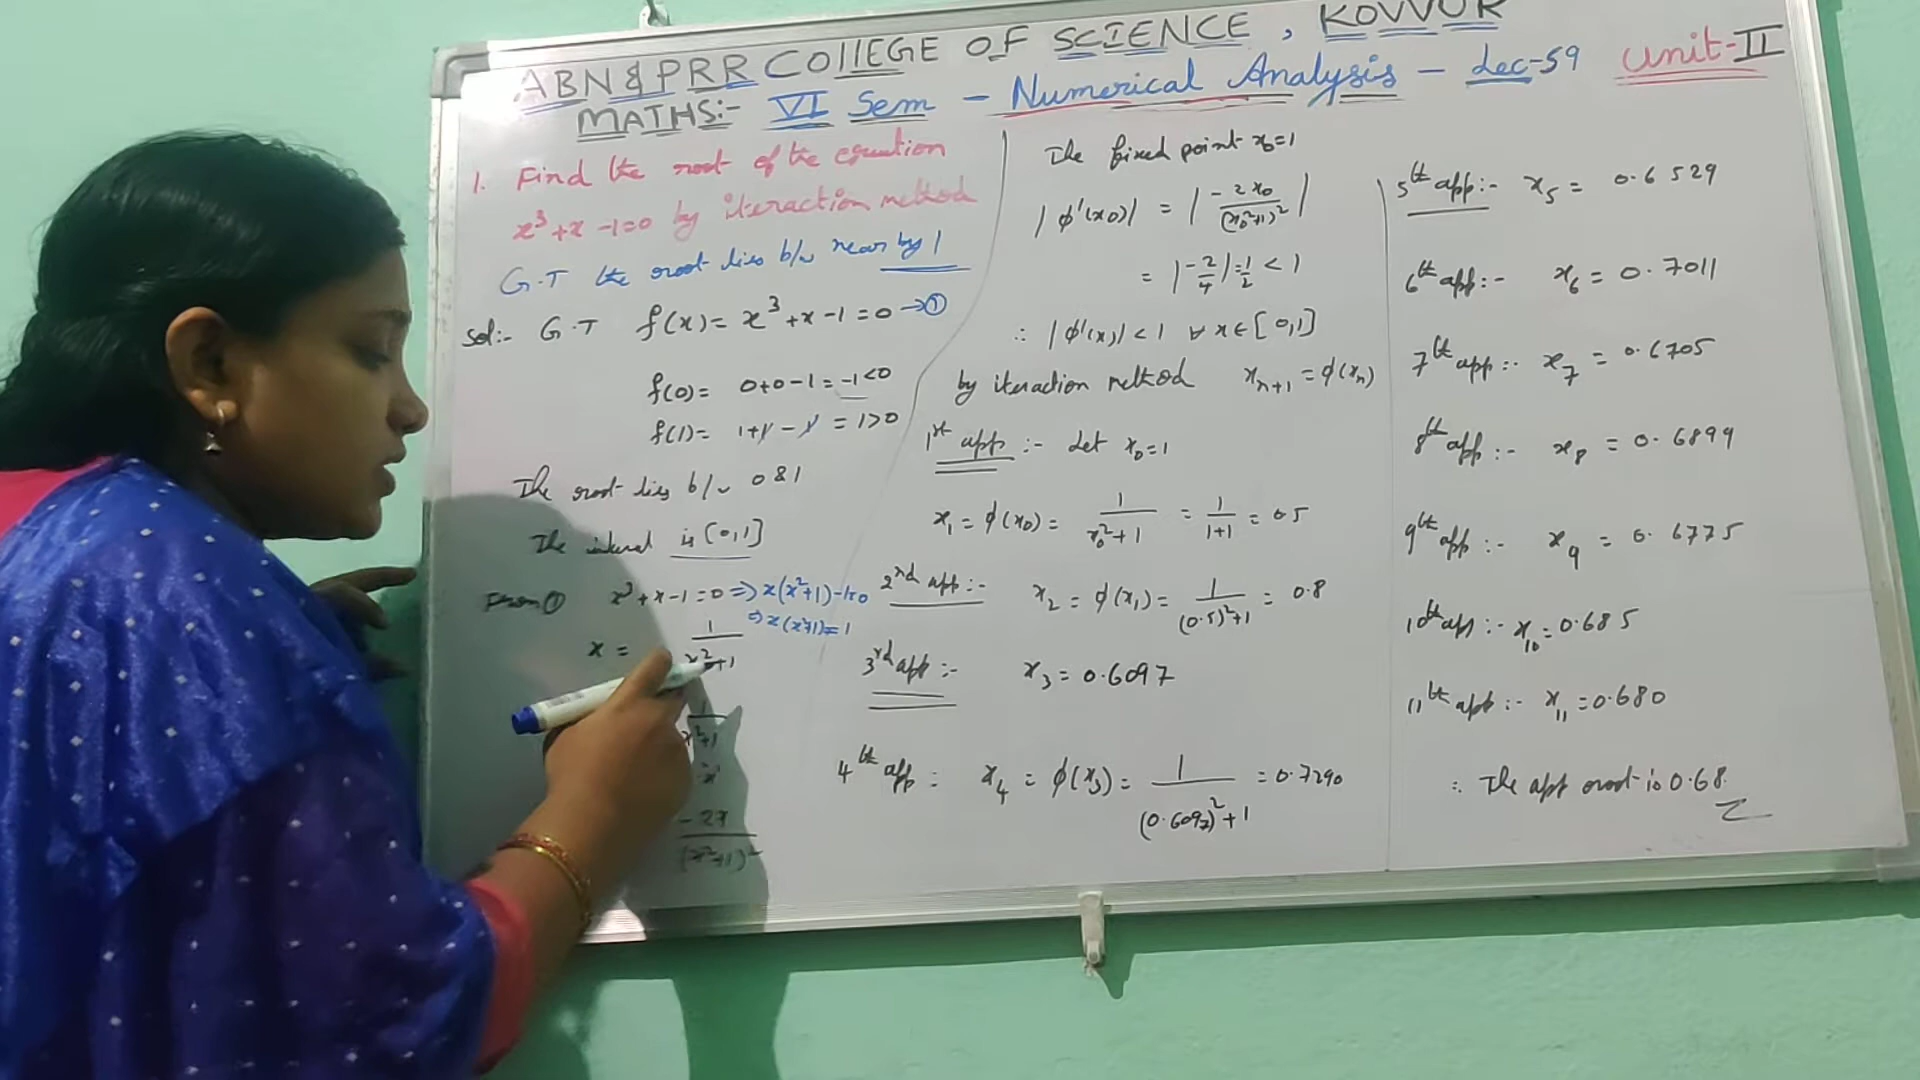 ABN & PRR COLLEGE OF SCIENCE, KOVVUR
MATHS:- VI Sem - Numerical Analysis - Lec-59 Unit-II
1. Find the root of the equation
x³+x-1=0 by iteraction method
G.T the root lies b/w near by 1
Sol:- G.T f(x)= x³+x-1=0 → ①
f(0)= 0+0-1=-1<0
f(1)= 1+1-1 = 1>0
The root lies b/w 0&1
The interval is [0,1]
From ① x³+x-1=0 ⇒ x(x²+1)-1=0
⇒ x(x²+1)=1
x = 1/(x²+1)
1/(x²+1)
-2x/(x²+1)²
The fixed point x₀=1
|ϕ'(x₀)| = |-2x₀/(x₀²+1)²|
= |-2/4| = 1/2 < 1
∴ |ϕ'(x)| < 1 ∀ x ∈ [0,1]
by iteraction method xₙ₊₁ = ϕ(xₙ)
1st app :- Let x₀=1
x₁ = ϕ(x₀) = 1/(x₀²+1) = 1/(1+1) = 0.5
2nd app :- x₂ = ϕ(x₁) = 1/((0.5)²+1) = 0.8
3rd app :- x₃ = 0.6097
4th app : x₄ = ϕ(x₃) = 1/((0.6097)²+1) = 0.7290
5th app :- x₅ = 0.6529
6th app :- x₆ = 0.7011
7th app :- x₇ = 0.6705
8th app :- x₈ = 0.6899
9th app :- x₉ = 0.6775
10th app :- x₁₀ = 0.685
11th app :- x₁₁ = 0.680
∴ The app root is 0.68